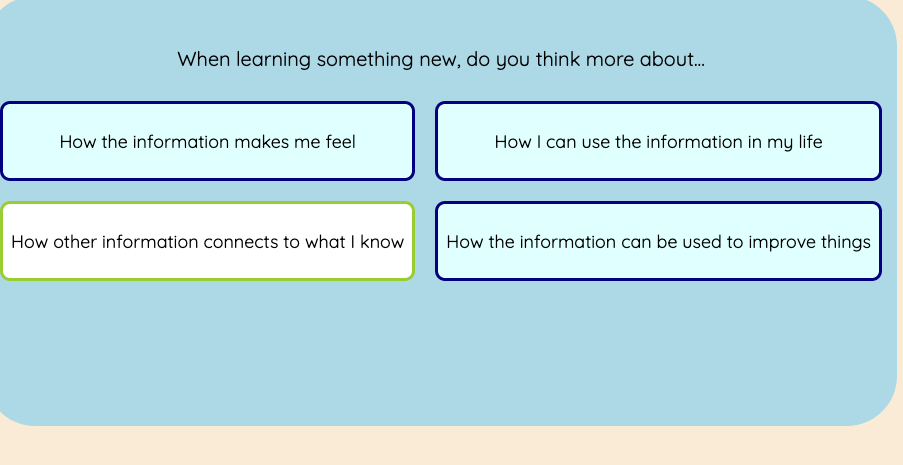 When learning something new, do you think more about...
How the information makes me feel
How I can use the information in my life
How other information connects to what I know
How the information can be used to improve things